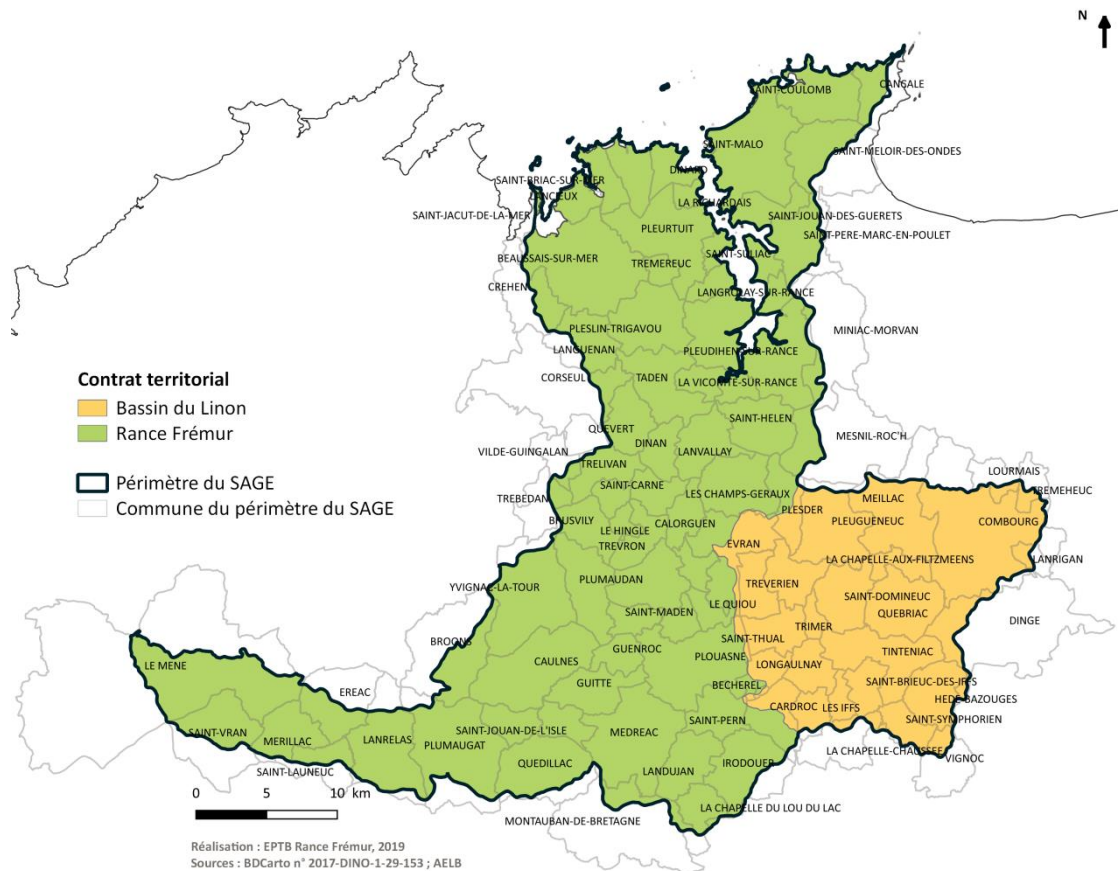 N
CANCALE
SAINT-COULOMB
SAINT-MALO
SAINT-MELOIR-DES-ONDES
DINARD
SAINT-BRIAC-SUR-MER
LANCIEUX
LA RICHARDAIS
SAINT-JACUT-DE-LA-MER
SAINT-JOUAN-DES-GUERETS
PLEURTUIT
SAINT-PERE-MARC-EN-POULET
SAINT-SULIAC
BEAUSSAIS-SUR-MER
TREMEREUC
CREHEN
LANGROLAY-SUR-RANCE
PLESLIN-TRIGAVOU
MINIAC-MORVAN
LANGUENAN
PLEUDIHEN-SUR-RANCE
CORSEUL
TADEN
LA VICOMTE-SUR-RANCE
Contrat territorial
Bassin du Linon
Rance Frémur
Périmètre du SAGE
Commune du périmètre du SAGE
SAINT-HELEN
QUEVERT
DINAN
MESNIL-ROC'H
VILDE-GUINGALAN
LANVALLAY
TRELIVAN
LOURMAIS
SAINT-CARNE
TREMEHEUC
TREBEDAN
LES CHAMPS-GERAUX
MEILLAC
PLESDER
BRUSVILY
CALORGUEN
PLEUGUENEUC
COMBOURG
LE HINGLE
TREVRON
EVRAN
LA CHAPELLE-AUX-FILTZMEENS
LANRIGAN
YVIGNAC-LA-TOUR
PLUMAUDAN
TREVERIEN
SAINT-DOMINEUC
LE QUIOU
SAINT-MADEN
QUEBRIAC
DINGE
TRIMER
BROONS
SAINT-THUAL
GUENROC
TINTENIAC
PLOUASNE
LE MENE
CAULNES
LONGAULNAY
GUITTE
BECHEREL
SAINT-BRIEUC-DES-IFFS
EREAC
HEDE-BAZOUGES
CARDROC
LES IFFS
SAINT-SYMPHORIEN
SAINT-PERN
SAINT-VRAN
SAINT-JOUAN-DE-L'ISLE
MEDREAC
MERILLAC
LANRELAS
PLUMAUGAT
LA CHAPELLE-CHAUSSEE
VIGNOC
QUEDILLAC
IRODOUER
SAINT-LAUNEUC
LANDUJAN
0 5 10 km
LA CHAPELLE DU LOU DU LAC
MONTAUBAN-DE-BRETAGNE
Réalisation : EPTB Rance Frémur, 2019
Sources : BDCarto n° 2017-DINO-1-29-153 ; AELB